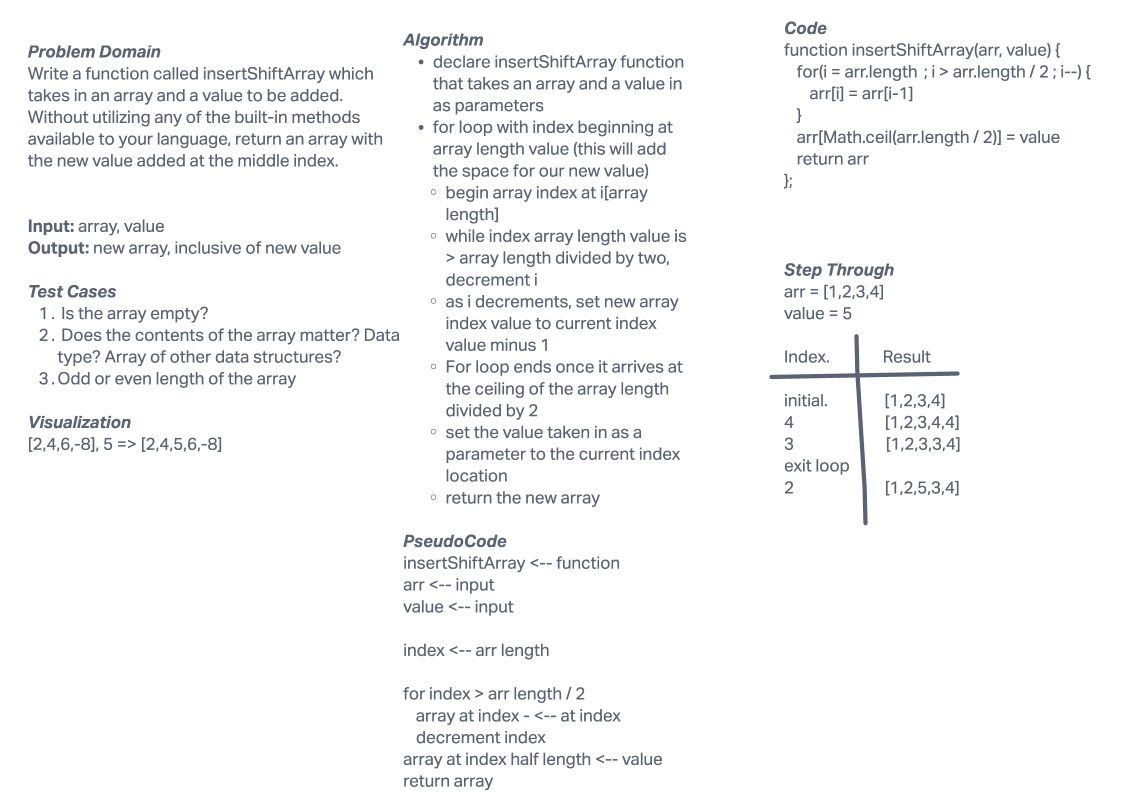 Problem Domain
Write a function called insertShiftArray which
takes in an array and a value to be added.
Without utilizing any of the built-in methods
available to your language, return an array with
the new value added at the middle index.
Input: array, value
Output: new array, inclusive of new value
Test Cases
1. Is the array empty?
2. Does the contents of the array matter? Data
type? Array of other data structures?
3. Odd or even length of the array
Visualization
[2,4,6,-8], 5 => [2,4,5,6,-8]
Algorithm
• declare insertShiftArray function
that takes an array and a value in
as parameters
• for loop with index beginning at
array length value (this will add
the space for our new value)
○ begin array index at i[array
length]
○ while index array length value is
> array length divided by two,
decrement i
○ as i decrements, set new array
index value to current index
value minus 1
○ For loop ends once it arrives at
the ceiling of the array length
divided by 2
○ set the value taken in as a
parameter to the current index
location
○ return the new array
PseudoCode
insertShiftArray <-- function
arr <-- input
value <-- input
index <-- arr length
for index > arr length / 2
array at index - <-- at index
decrement index
array at index half length <-- value
return array
Code
function insertShiftArray(arr, value) {
for(i = arr.length ; i > arr.length / 2 ; i--) {
arr[i] = arr[i-1]
}
arr[Math.ceil(arr.length / 2)] = value
return arr
};
Step Through
arr = [1,2,3,4]
value = 5
Index. Result
initial. [1,2,3,4]
4 [1,2,3,4,4]
3 [1,2,3,3,4]
exit loop
2 [1,2,5,3,4]